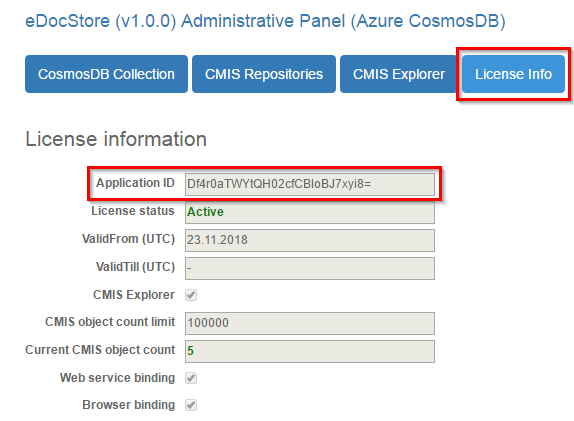 eDocStore (v1.0.0) Administrative Panel (Azure CosmosDB)
CosmosDB Collection CMIS Repositories CMIS Explorer License Info
License information
Application ID Df4r0aTWYtQH02cfCBIoBJ7xyi8=
License status Active
ValidFrom (UTC) 23.11.2018
ValidTill (UTC) -
CMIS Explorer
CMIS object count limit 100000
Current CMIS object count 5
Web service binding
Browser binding